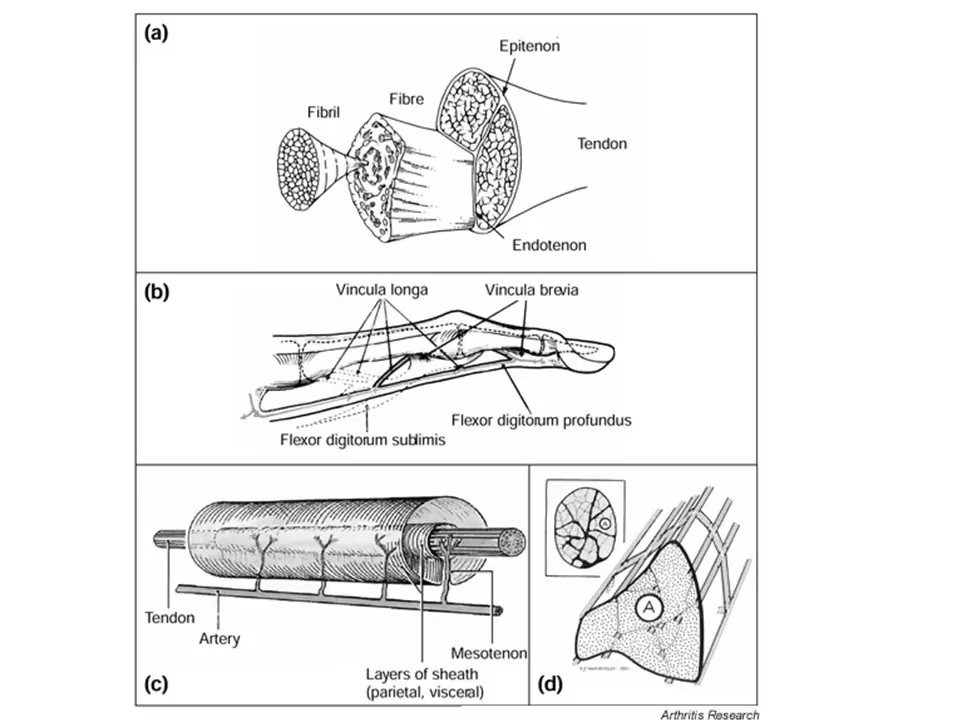 (a)
Epitenon
Fibre
Fibril
Tendon
Endotenon
(b)
Vincula longa
Vincula brevia
Flexor digitorum profundus
Flexor digitorum sublimis
(c)
Tendon
Artery
Mesotenon
Layers of sheath
(parietal, visceral)
(d)
A
A
Arthritis Research